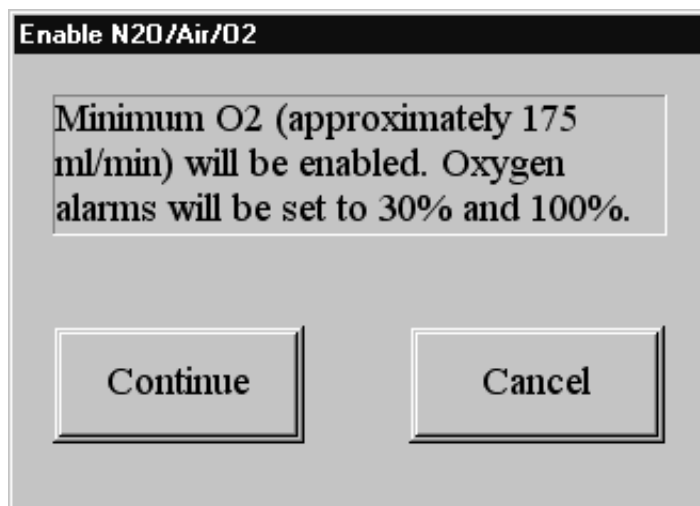 Enable N2O/Air/O2
Minimum O2 (approximately 175
ml/min) will be enabled. Oxygen
alarms will be set to 30% and 100%.
Continue
Cancel